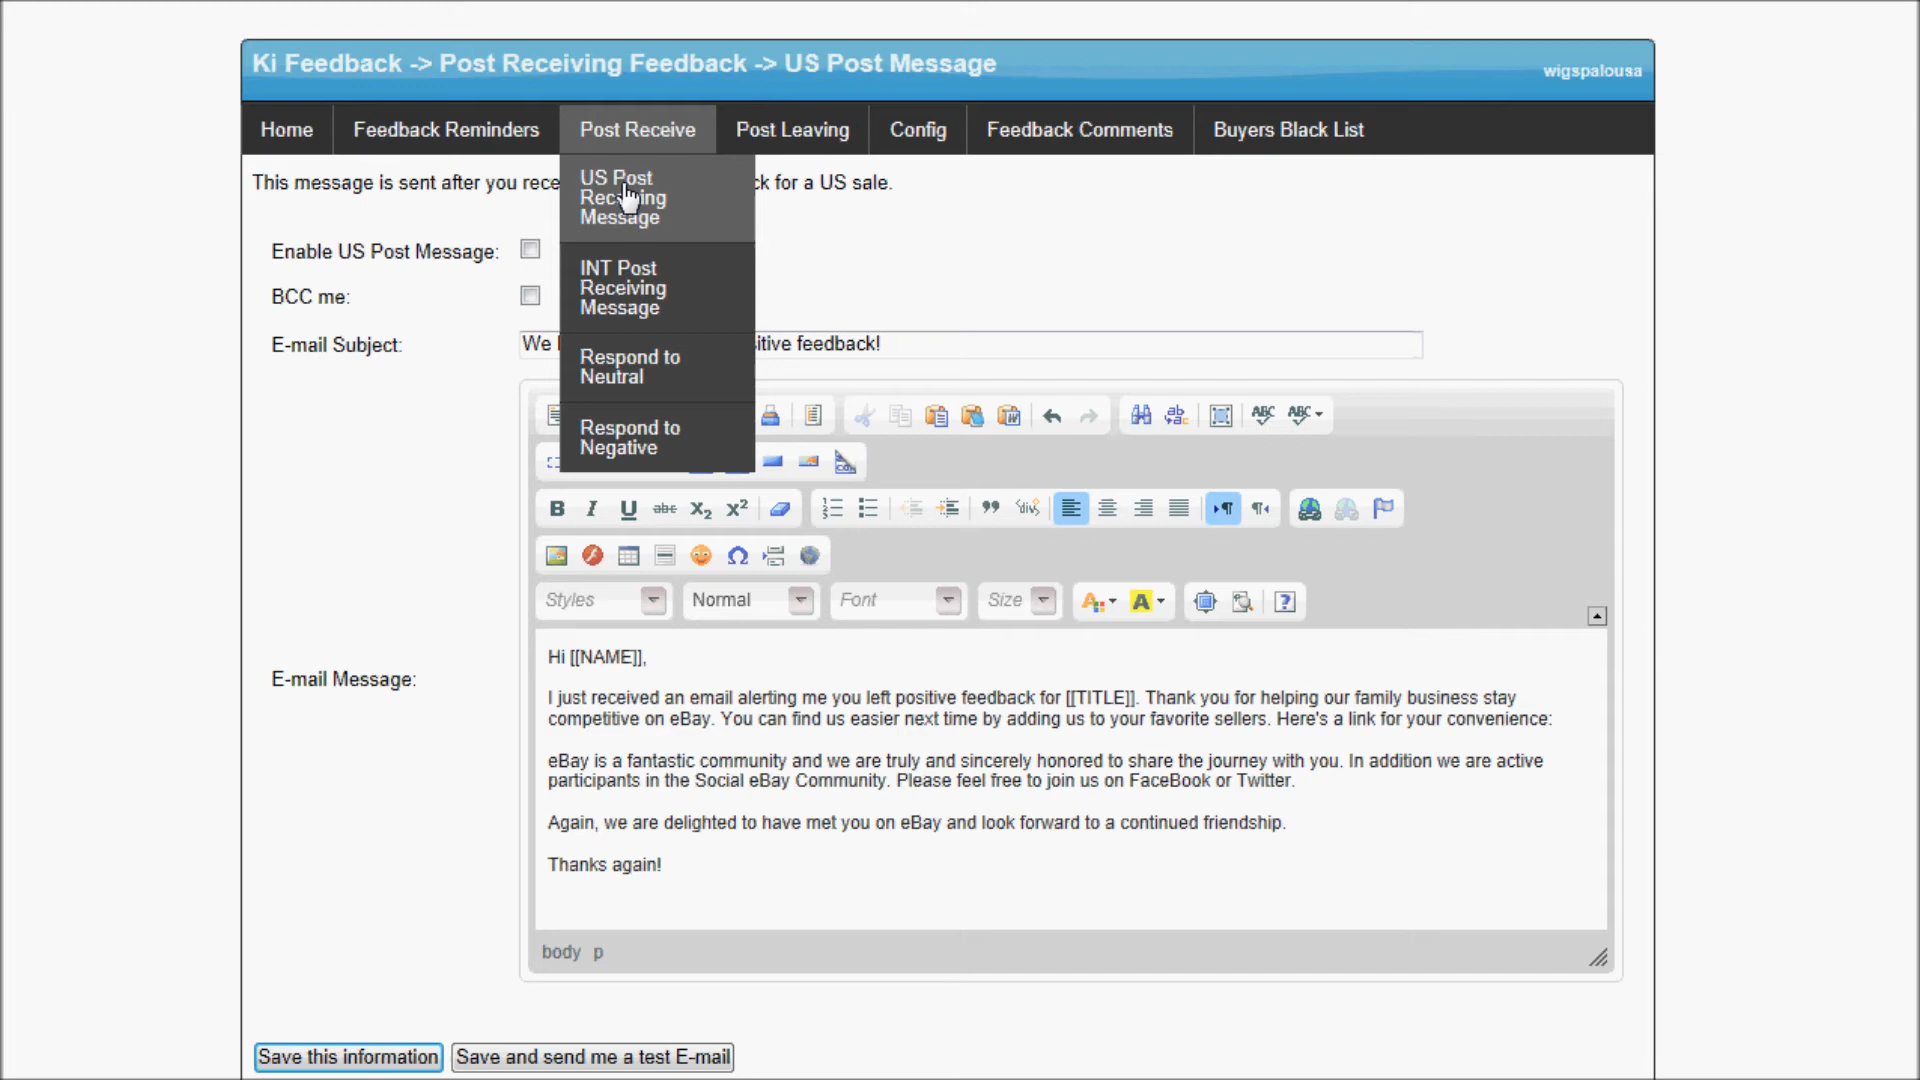 Ki Feedback -> Post Receiving Feedback -> US Post Message
wigspalousa
Home
Feedback Reminders
Post Receive
Post Leaving
Config
Feedback Comments
Buyers Black List
US Post
Receiving
Message
INT Post
Receiving
Message
Respond to
Neutral
Respond to
Negative
This message is sent after you
for a US sale.
Enable US Post Message:
BCC me:
E-mail Subject:
We
feedback!
ABC
ABC
B I U abc X₂ X²
Styles
Normal
Font
Size
A
A
?
E-mail Message:
Hi [[NAME]],
I just received an email alerting me you left positive feedback for [[TITLE]]. Thank you for helping our family business stay
competitive on eBay. You can find us easier next time by adding us to your favorite sellers. Here's a link for your convenience:
eBay is a fantastic community and we are truly and sincerely honored to share the journey with you. In addition we are active
participants in the Social eBay Community. Please feel free to join us on FaceBook or Twitter.
Again, we are delighted to have met you on eBay and look forward to a continued friendship.
Thanks again!
body p
Save this information
Save and send me a test E-mail